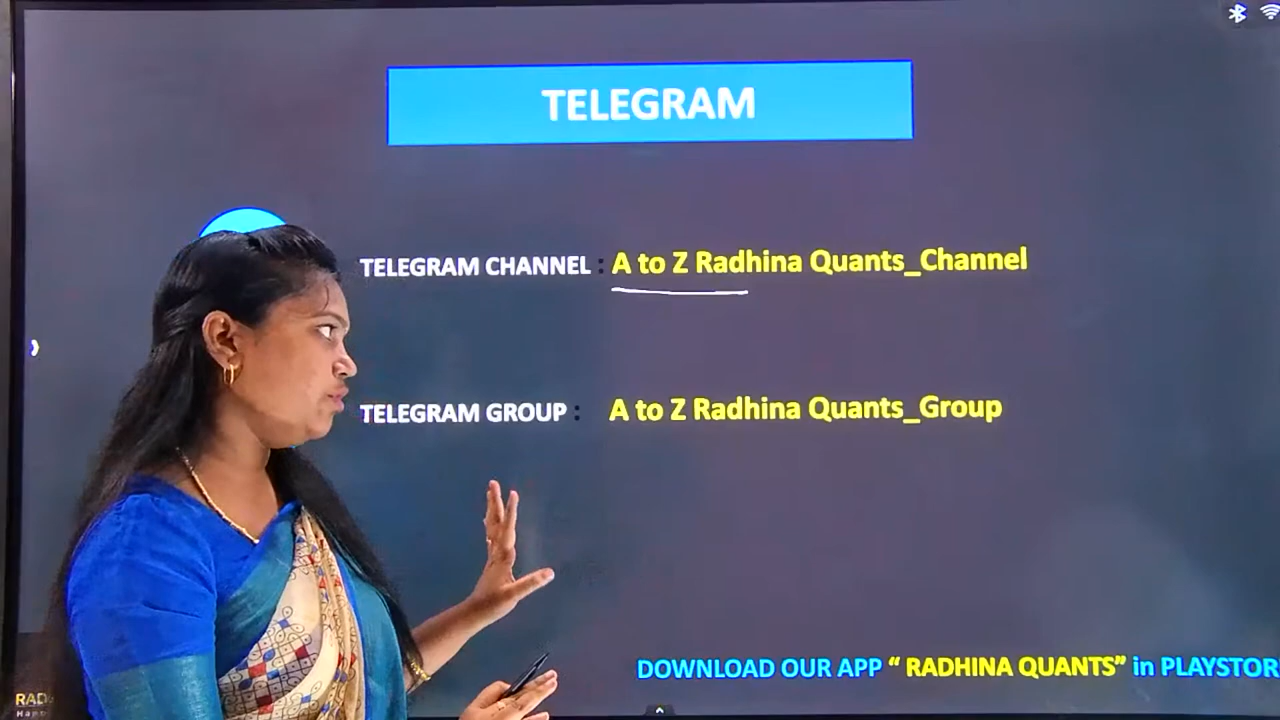 TELEGRAM
TELEGRAM CHANNEL : A to Z Radhina Quants_Channel
TELEGRAM GROUP : A to Z Radhina Quants_Group
DOWNLOAD OUR APP “ RADHINA QUANTS” in PLAYSTOR